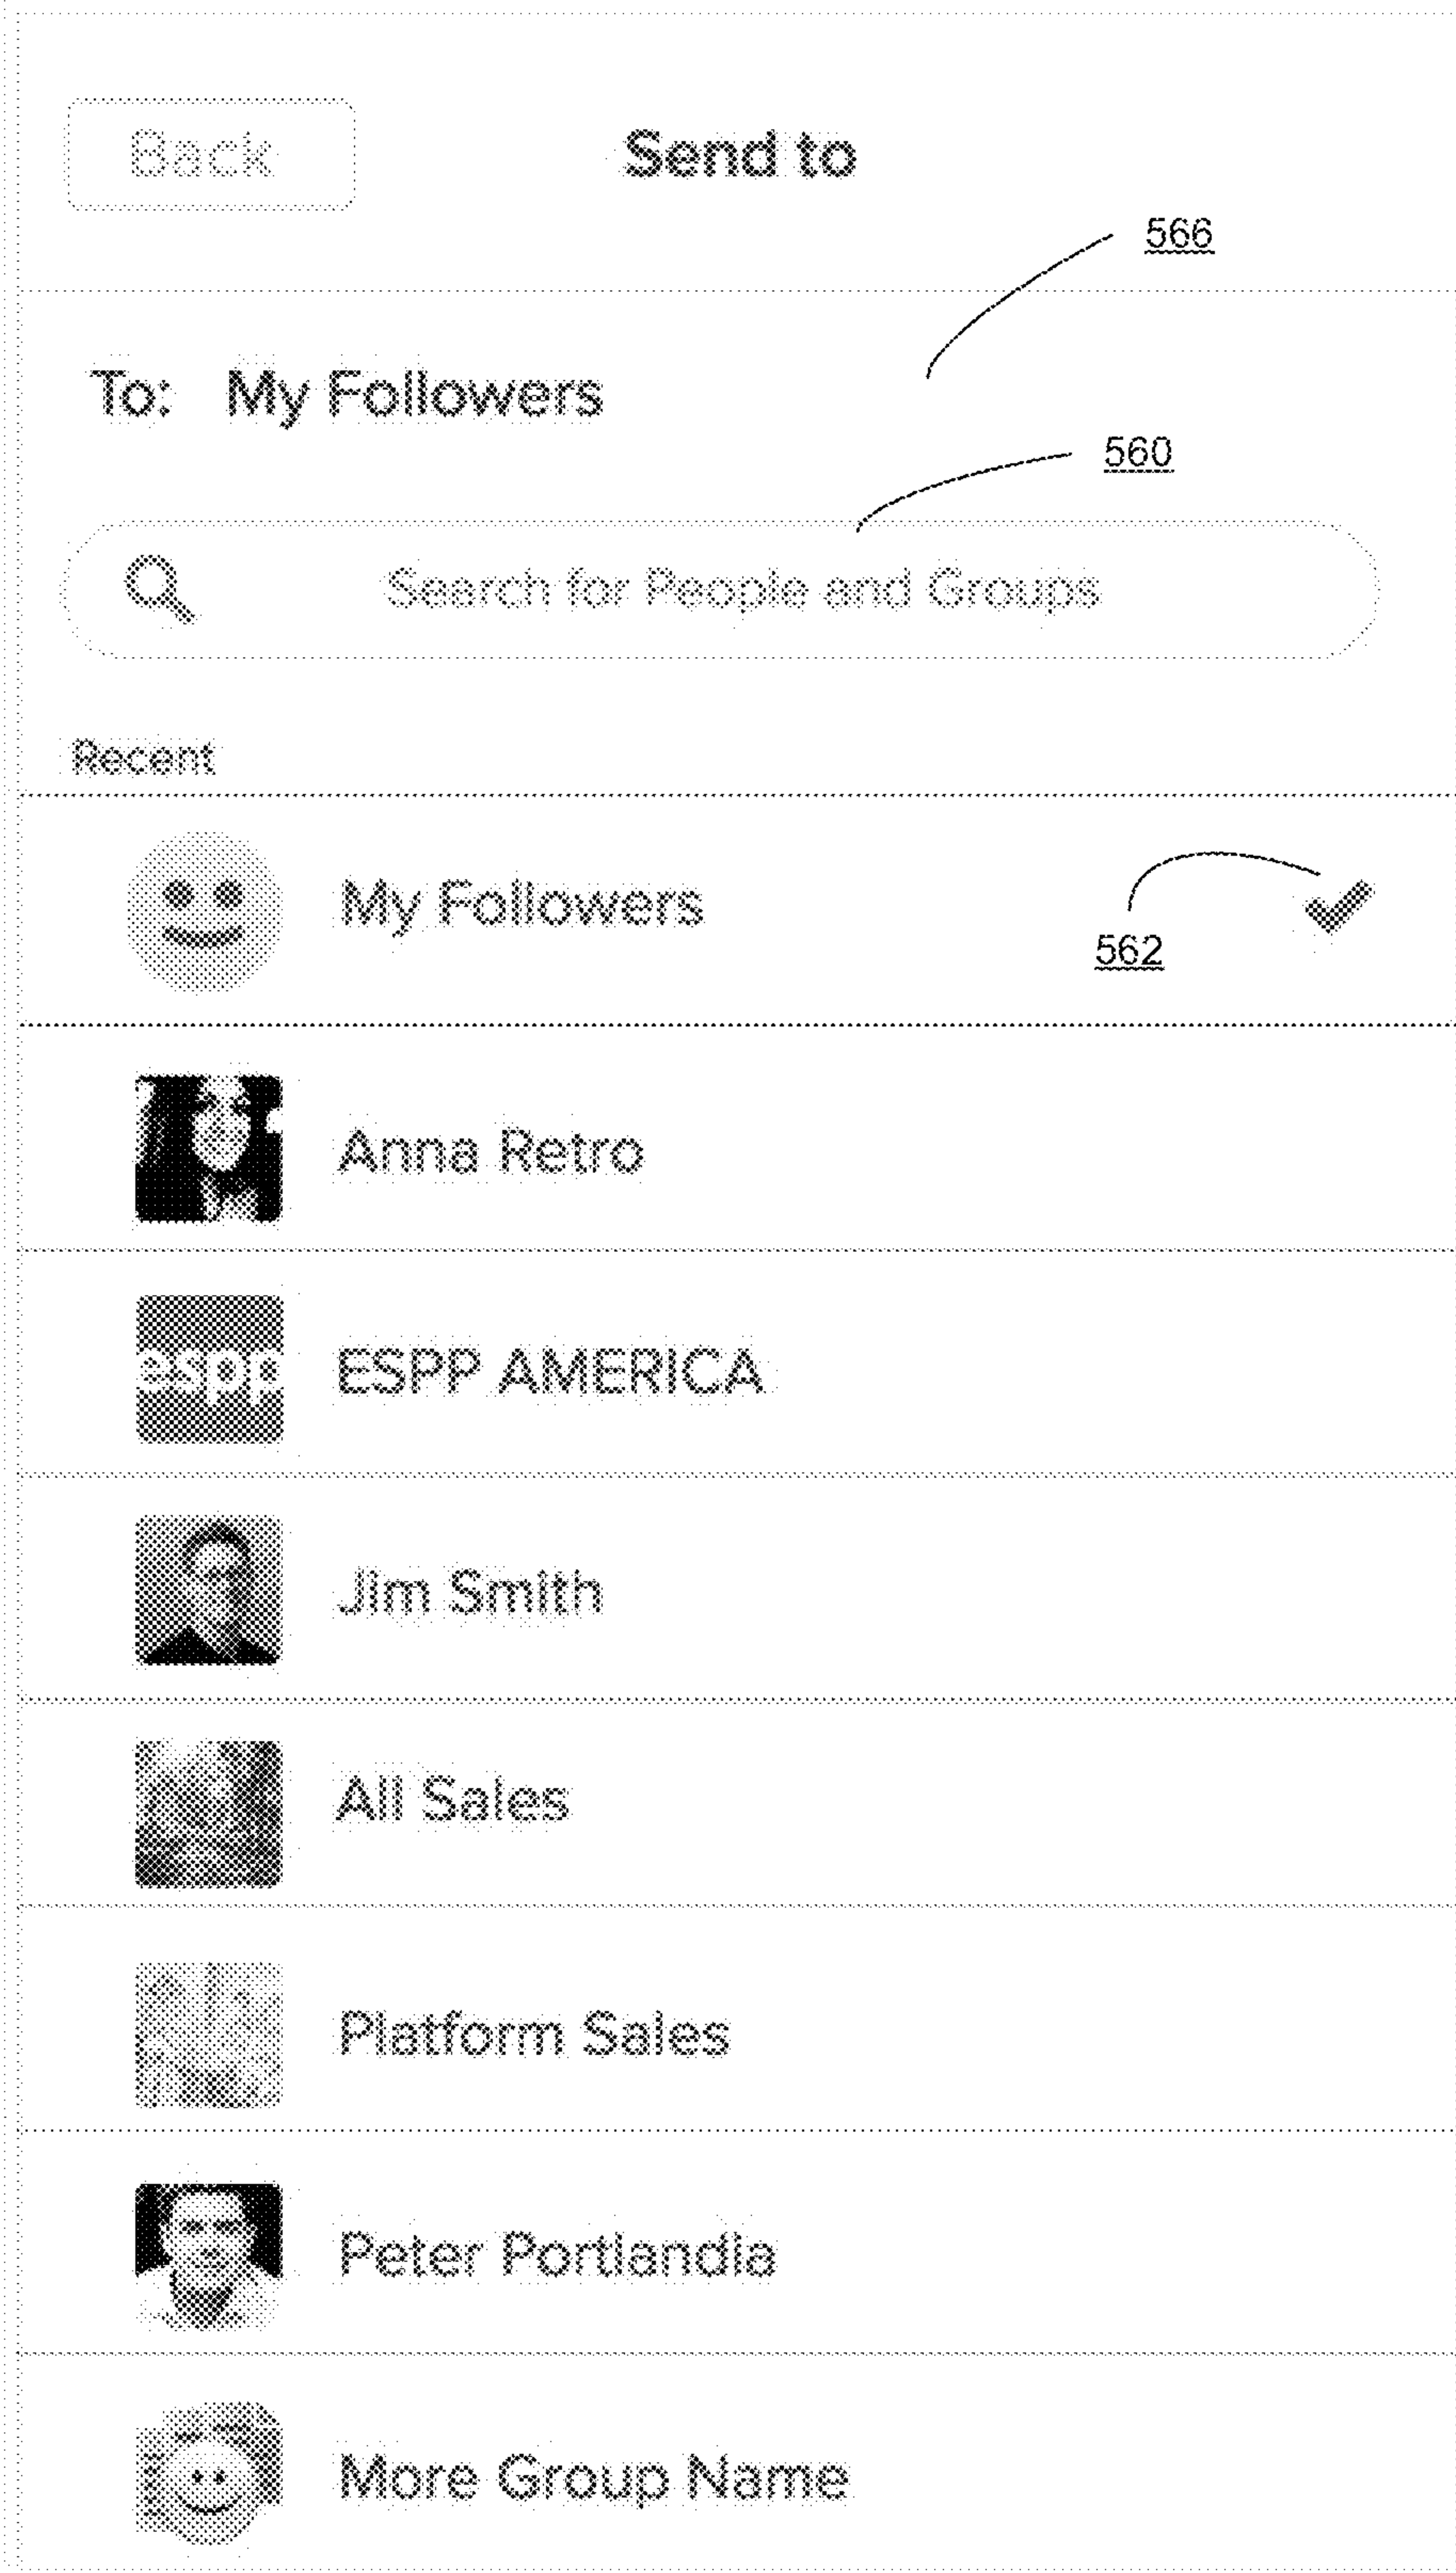 Back Send to
566
To: My Followers
560
Search for People and Groups
Recent
My Followers
562
Anna Retro
espp ESPP AMERICA
Jim Smith
All Sales
Platform Sales
Peter Portlandia
More Group Name